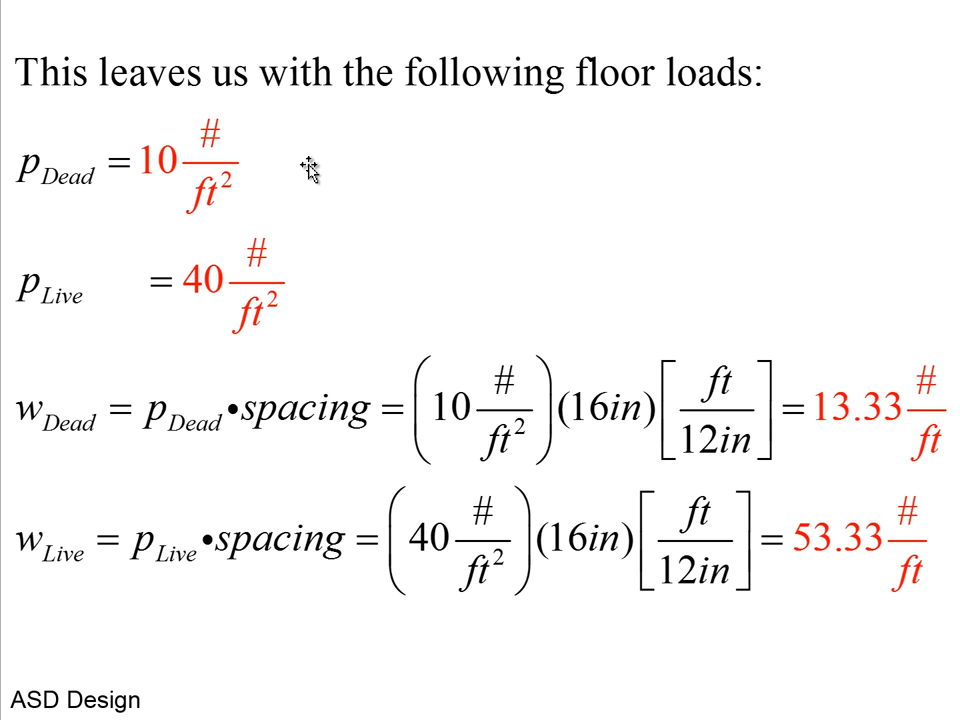 This leaves us with the following floor loads:
p_Dead = 10 #/ft²
p_Live = 40 #/ft²
w_Dead = p_Dead • spacing = (10 #/ft²)(16in)[ft/12in] = 13.33 #/ft
w_Live = p_Live • spacing = (40 #/ft²)(16in)[ft/12in] = 53.33 #/ft
ASD Design